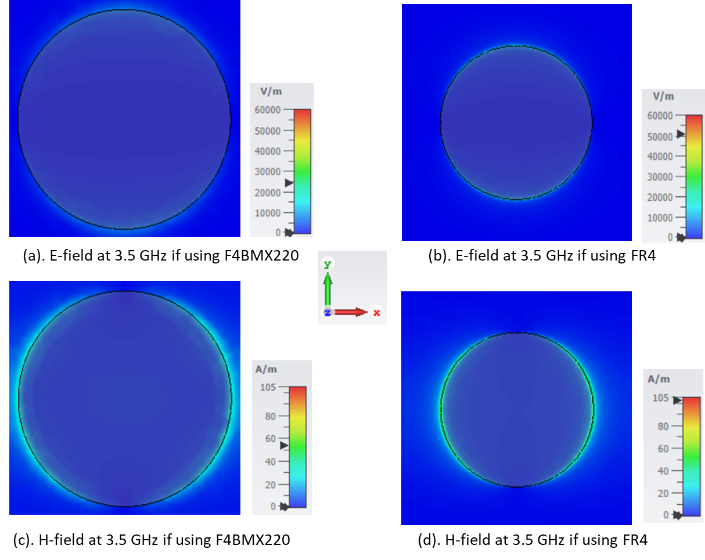 V/m
60000
50000
40000
30000
20000
10000
0
V/m
60000
50000
40000
30000
20000
10000
0
(a). E-field at 3.5 GHz if using F4BMX220
(b). E-field at 3.5 GHz if using FR4
Y
z x
A/m
105
80
60
40
20
0
A/m
105
80
60
40
20
0
(c). H-field at 3.5 GHz if using F4BMX220
(d). H-field at 3.5 GHz if using FR4